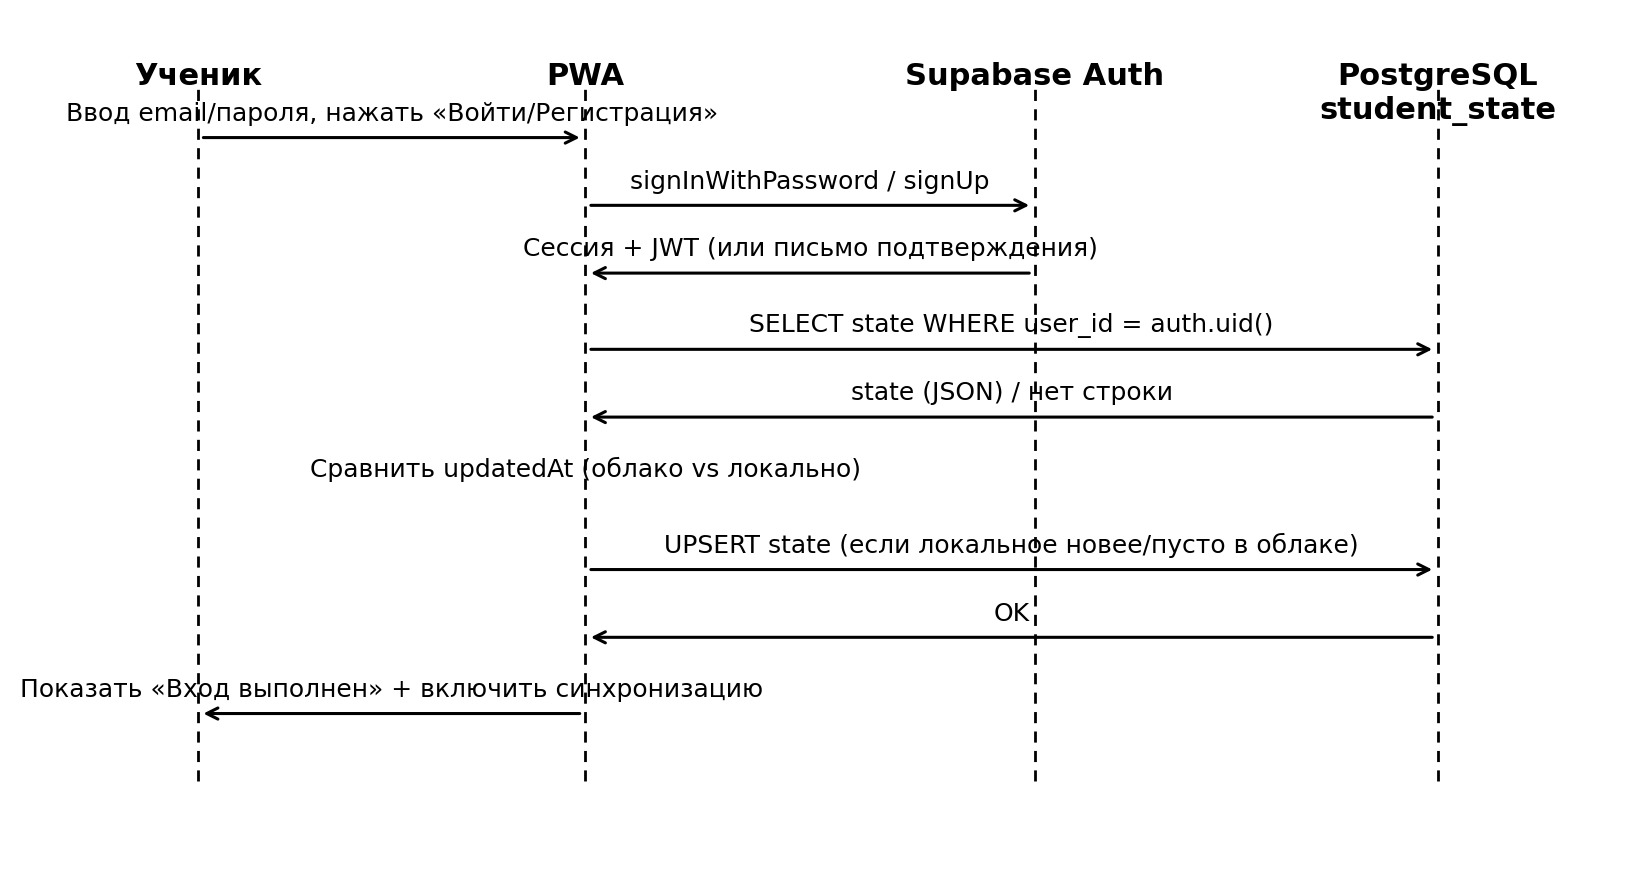 Ученик
PWA
Supabase Auth
PostgreSQL
student_state
Ввод email/пароля, нажать «Войти/Регистрация»
signInWithPassword / signUp
Сессия + JWT (или письмо подтверждения)
SELECT state WHERE user_id = auth.uid()
state (JSON) / нет строки
Сравнить updatedAt (облако vs локально)
UPSERT state (если локальное новее/пусто в облаке)
OK
Показать «Вход выполнен» + включить синхронизацию